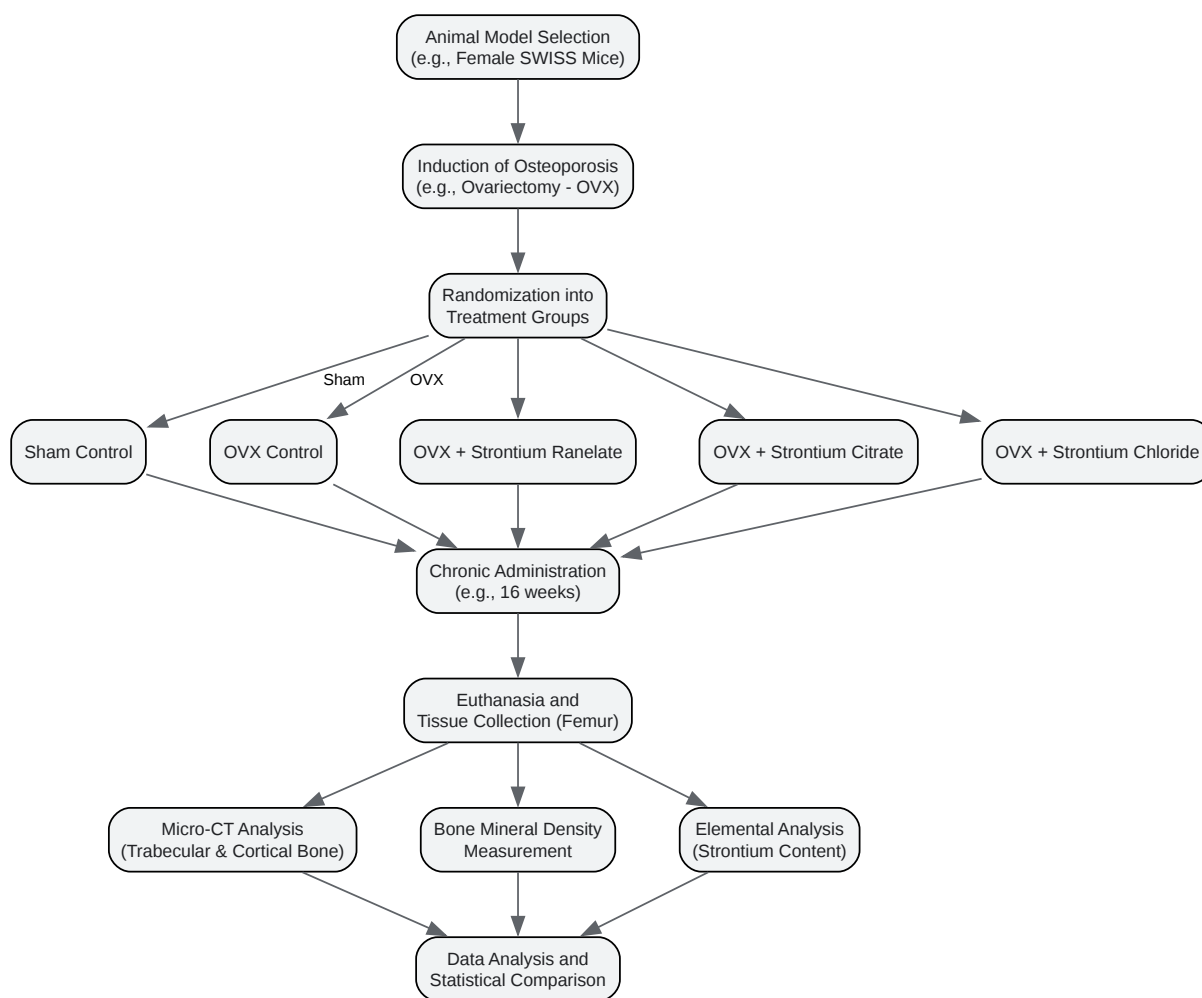 Animal Model Selection
(e.g., Female SWISS Mice)
Induction of Osteoporosis
(e.g., Ovariectomy - OVX)
Randomization into
Treatment Groups
Sham
OVX
Sham Control
OVX Control
OVX + Strontium Ranelate
OVX + Strontium Citrate
OVX + Strontium Chloride
Chronic Administration
(e.g., 16 weeks)
Euthanasia and
Tissue Collection (Femur)
Micro-CT Analysis
(Trabecular & Cortical Bone)
Bone Mineral Density
Measurement
Elemental Analysis
(Strontium Content)
Data Analysis and
Statistical Comparison